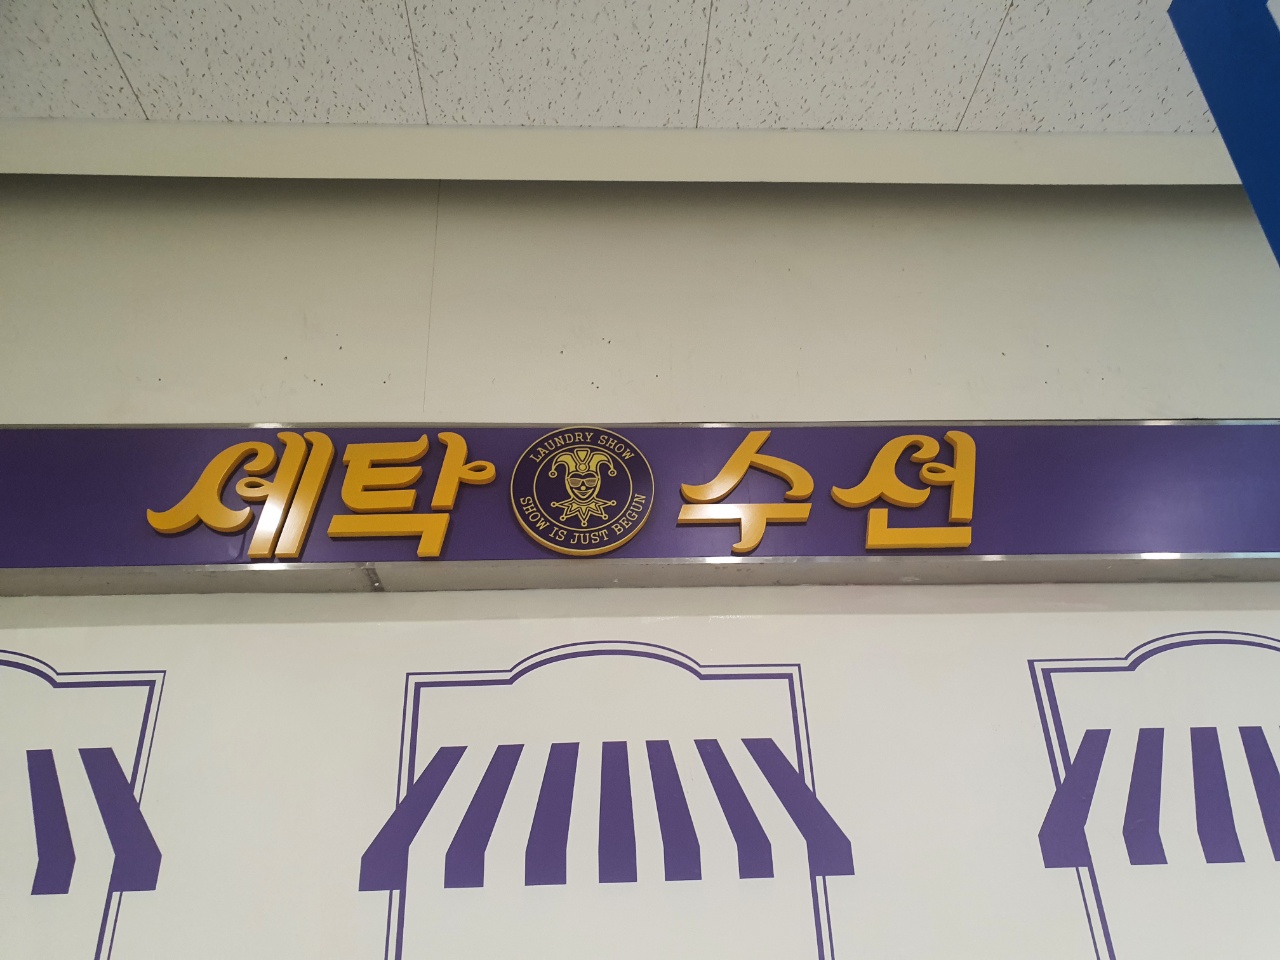 세탁
LAUNDRY SHOW
SHOW IS JUST BEGUN
수선